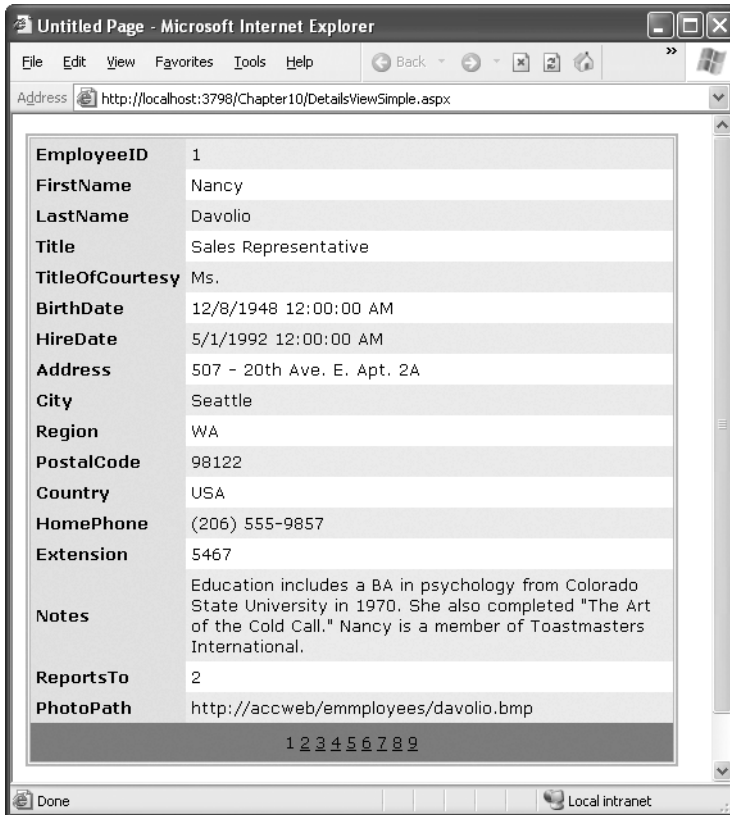 Untitled Page - Microsoft Internet Explorer
File Edit View Favorites Tools Help Back »
Address http://localhost:3798/Chapter10/DetailsViewSimple.aspx
EmployeeID 1
FirstName Nancy
LastName Davolio
Title Sales Representative
TitleOfCourtesy Ms.
BirthDate 12/8/1948 12:00:00 AM
HireDate 5/1/1992 12:00:00 AM
Address 507 - 20th Ave. E. Apt. 2A
City Seattle
Region WA
PostalCode 98122
Country USA
HomePhone (206) 555-9857
Extension 5467
Notes Education includes a BA in psychology from Colorado
State University in 1970. She also completed "The Art
of the Cold Call." Nancy is a member of Toastmasters
International.
ReportsTo 2
PhotoPath http://accweb/emmployees/davolio.bmp
1 2 3 4 5 6 7 8 9
Done Local intranet